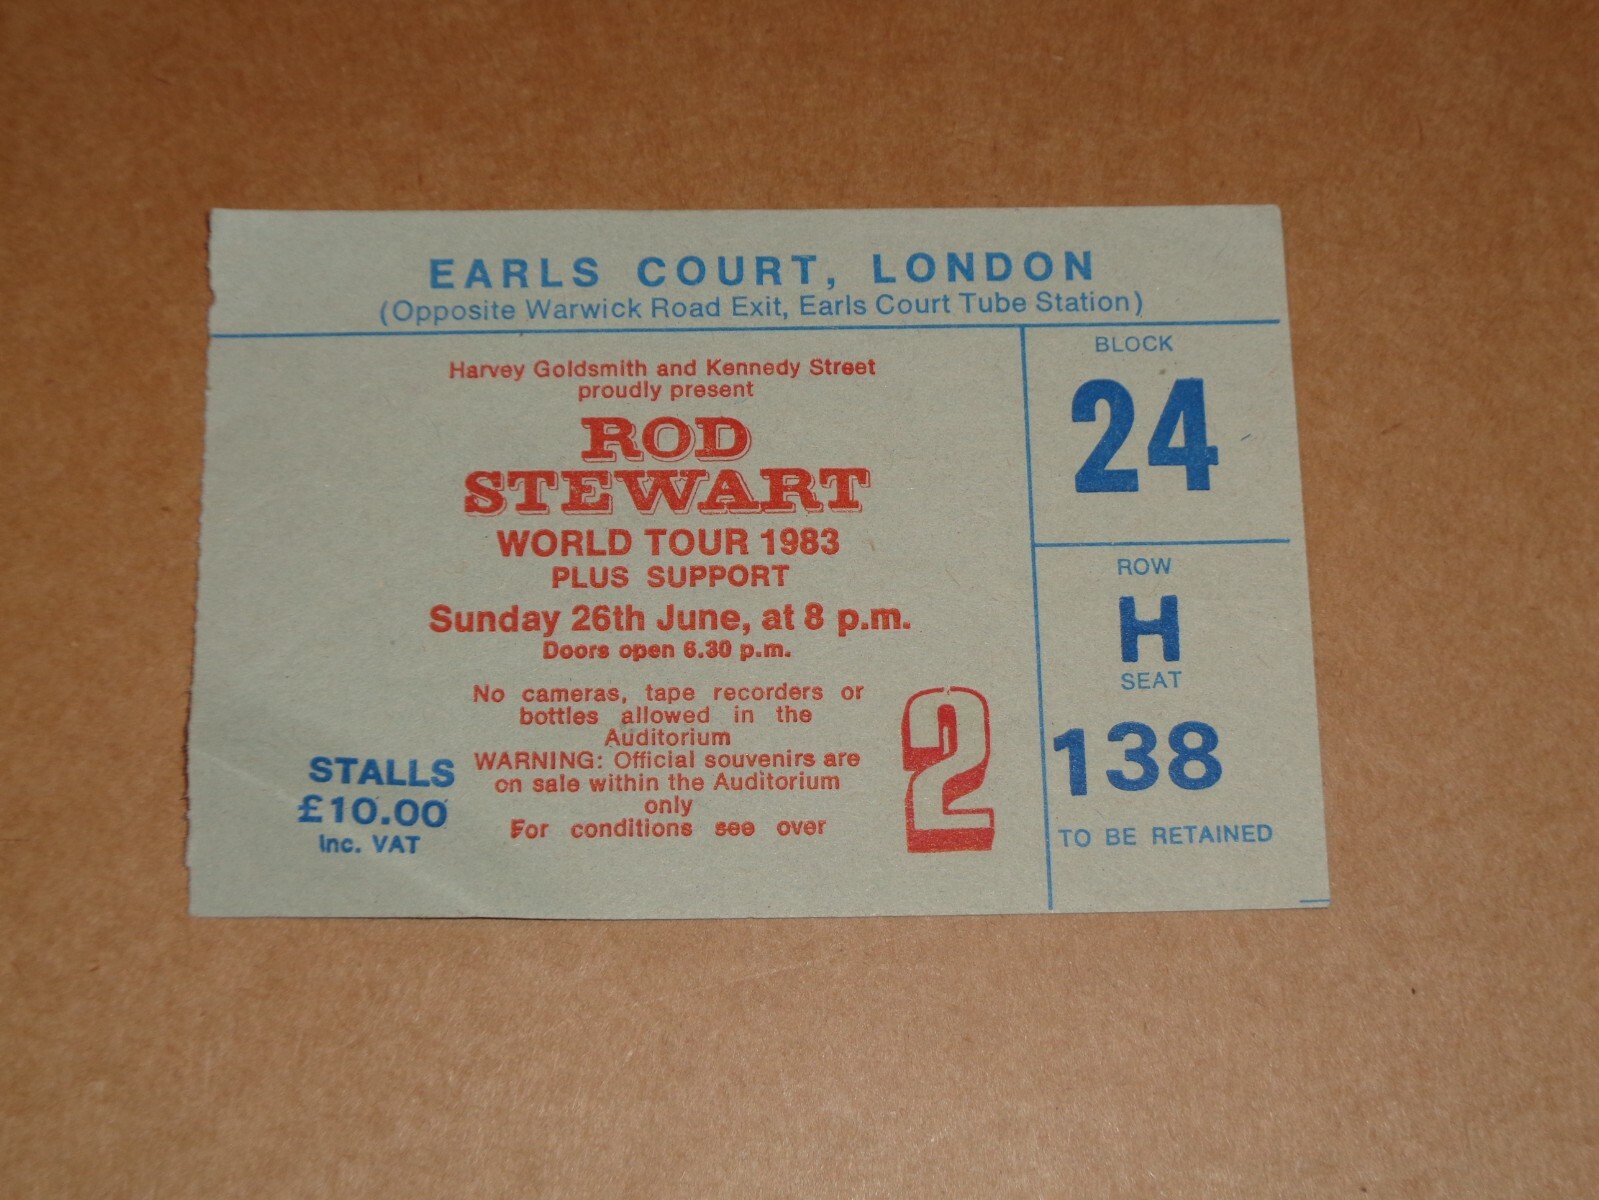 EARLS COURT, LONDON
(Opposite Warwick Road Exit, Earls Court Tube Station)
Harvey Goldsmith and Kennedy Street
proudly present
ROD
STEWART
WORLD TOUR 1983
PLUS SUPPORT
Sunday 26th June, at 8 p.m.
Doors open 6.30 p.m.
No cameras, tape recorders or
bottles allowed in the
Auditorium
WARNING: Official souvenirs are
on sale within the Auditorium
only
For conditions see over
STALLS
£10.00
Inc. VAT
2
BLOCK
24
ROW
H
SEAT
138
TO BE RETAINED